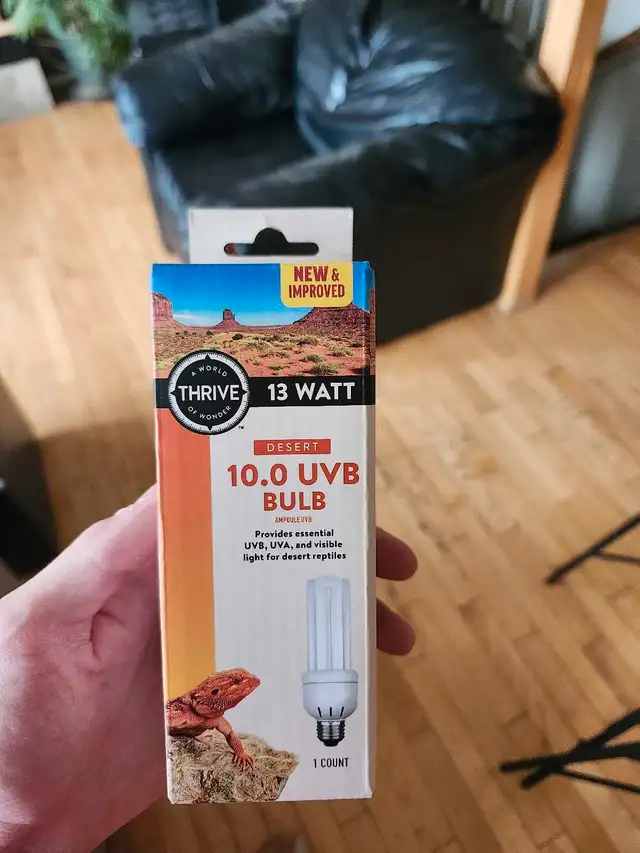 NEW &
IMPROVED
A WORLD
THRIVE
OF WONDER
TM
13 WATT
DESERT
10.0 UVB
BULB
AMPOULE UVB
Provides essential
UVB, UVA, and visible
light for desert reptiles
1 COUNT